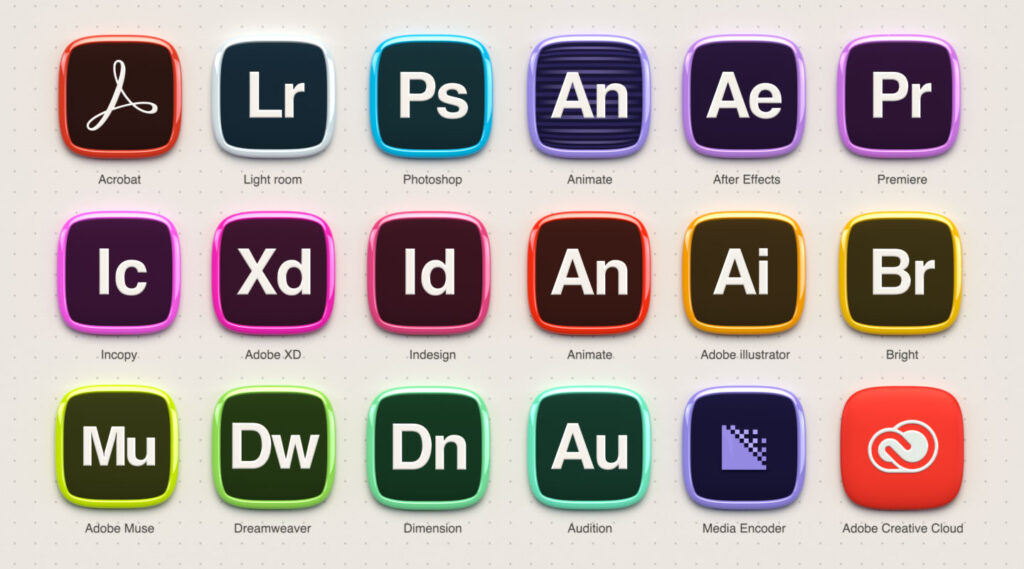 Lr
Ps
An
Ae
Pr
Acrobat
Light room
Photoshop
Animate
After Effects
Premiere
Ic
Xd
Id
An
Ai
Br
Incopy
Adobe XD
Indesign
Animate
Adobe illustrator
Bright
Mu
Dw
Dn
Au
Adobe Muse
Dreamweaver
Dimension
Audition
Media Encoder
Adobe Creative Cloud